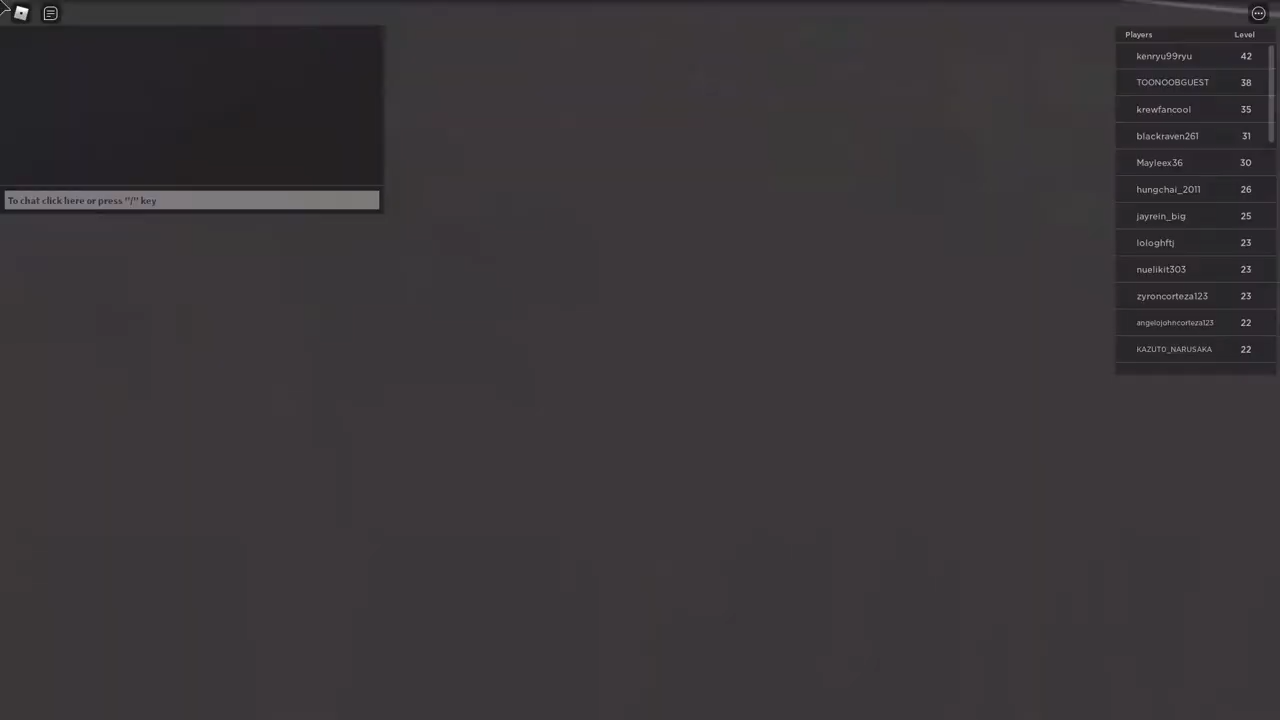 Players Level
kenryu99ryu 42
TOONOOBGUEST 38
krewfancool 35
blackraven261 31
Mayleex36 30
To chat click here or press "/" key
hungchai_2011 26
jayrein_big 25
lologhftj 23
nuelikit303 23
zyroncorteza123 23
angelojohncorteza123 22
KAZUT0_NARUSAKA 22